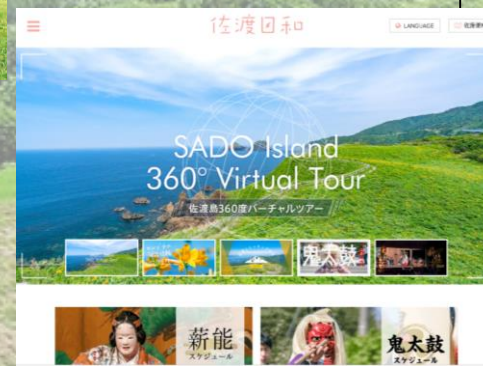 佐渡日和
LANGUAGE
SADO Island
360° Virtual Tour
佐渡島360度バーチャルツアー
鬼太鼓
薪能
スケジュール
鬼太鼓
スケジュール